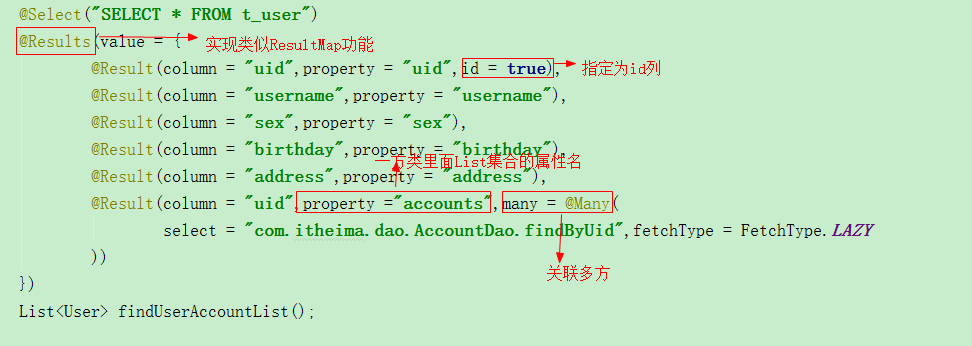 @Select("SELECT * FROM t_user")
@Results(value = {
实现类似ResultMap功能
@Result(column = "uid",property = "uid",id = true),
指定为id列
@Result(column = "username",property = "username"),
@Result(column = "sex",property = "sex"),
@Result(column = "birthday",property = "birthday"),
一方类里面List集合的属性名
@Result(column = "address",property = "address"),
@Result(column = "uid",property ="accounts",many = @Many(
select = "com.itheima.dao.AccountDao.findByUid",fetchType = FetchType.LAZY
))
关联多方
})
List<User> findUserAccountList();